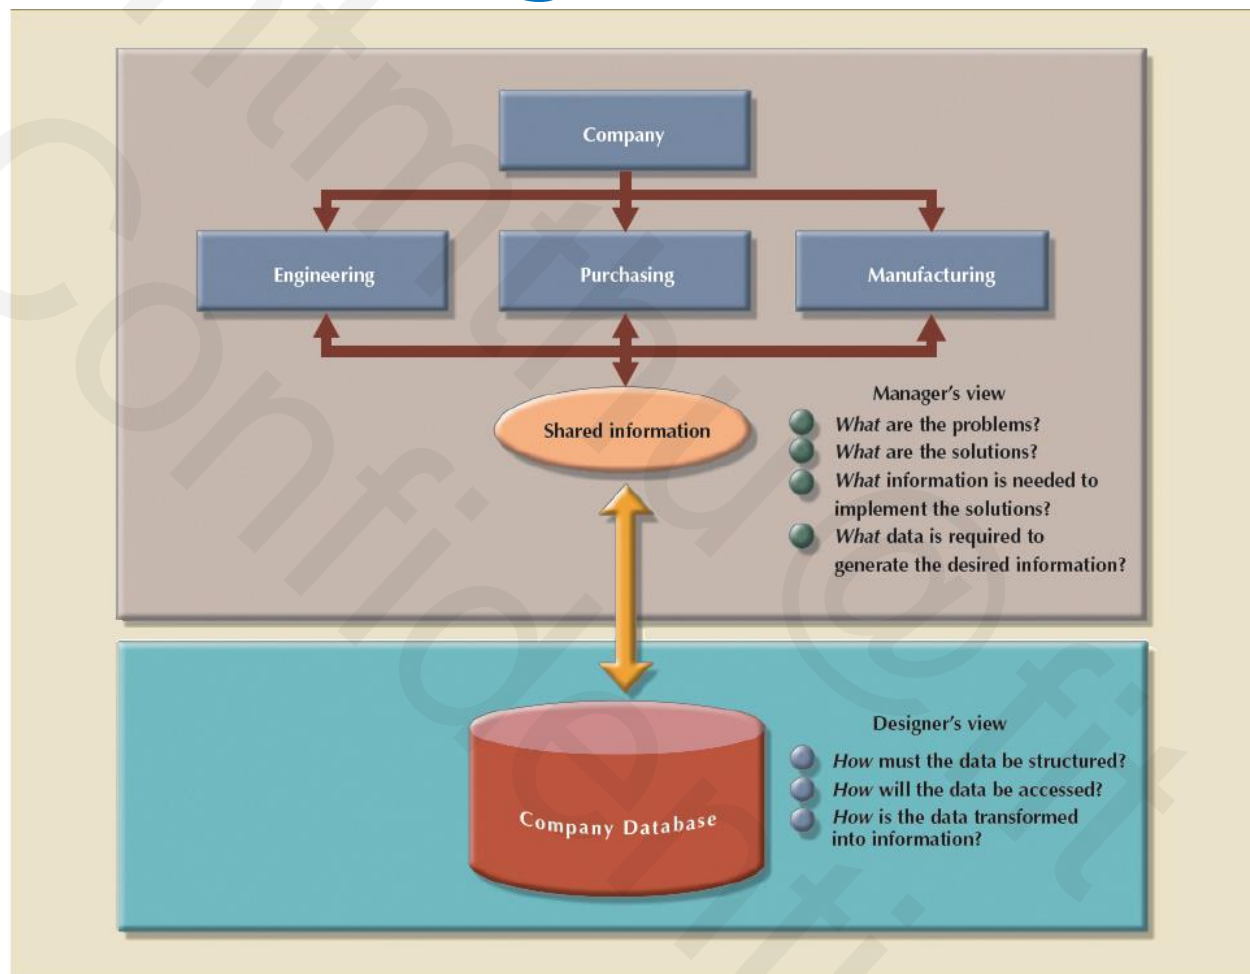 Company
Engineering
Purchasing
Manufacturing
Shared information
Manager's view
What are the problems?
What are the solutions?
What information is needed to
implement the solutions?
What data is required to
generate the desired information?
Company Database
Designer's view
How must the data be structured?
How will the data be accessed?
How is the data transformed
into information?
Confidenti
@fit